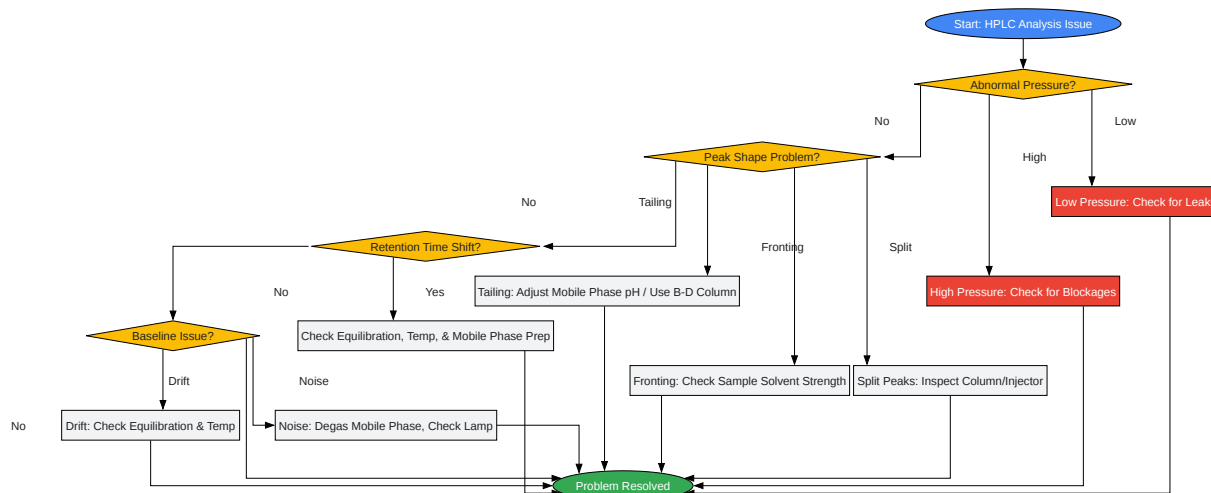 Start: HPLC Analysis Issue
Abnormal Pressure?
No
Low
High
Peak Shape Problem?
Low Pressure: Check for Leak
No
Tailing
Fronting
Split
Retention Time Shift?
No
Yes
Tailing: Adjust Mobile Phase pH / Use B-D Column
High Pressure: Check for Blockages
Baseline Issue?
Check Equilibration, Temp, & Mobile Phase Prep
Drift
Noise
Fronting: Check Sample Solvent Strength
Split Peaks: Inspect Column/Injector
No
Drift: Check Equilibration & Temp
Noise: Degas Mobile Phase, Check Lamp
Problem Resolved